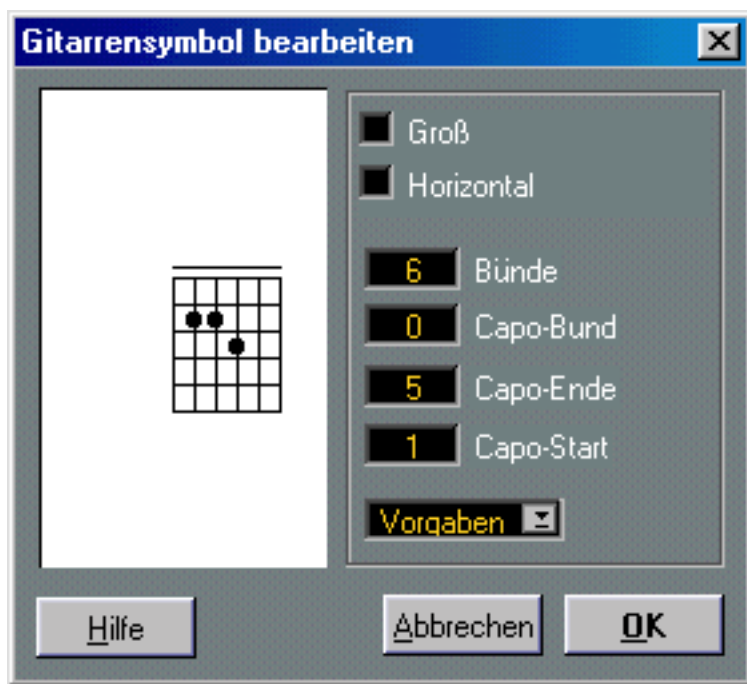 Gitarrensymbol bearbeiten
Groß
Horizontal
6 Bünde
0 Capo-Bund
5 Capo-Ende
1 Capo-Start
Vorgaben
Hilfe Abbrechen OK